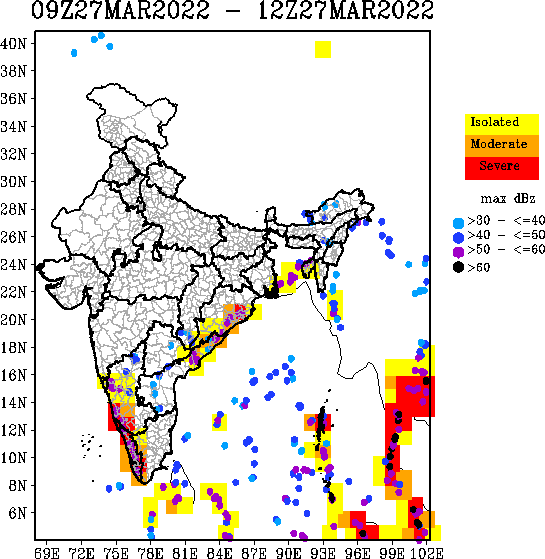 09Z27MAR2022 - 12Z27MAR2022
40N
38N
36N
34N
32N
30N
28N
26N
24N
22N
20N
18N
16N
14N
12N
10N
8N
6N
69E 72E 75E 78E 81E 84E 87E 90E 93E 96E 99E 102E
Isolated
Moderate
Severe
max dBz
>30 - <=40
>40 - <=50
>50 - <=60
>60